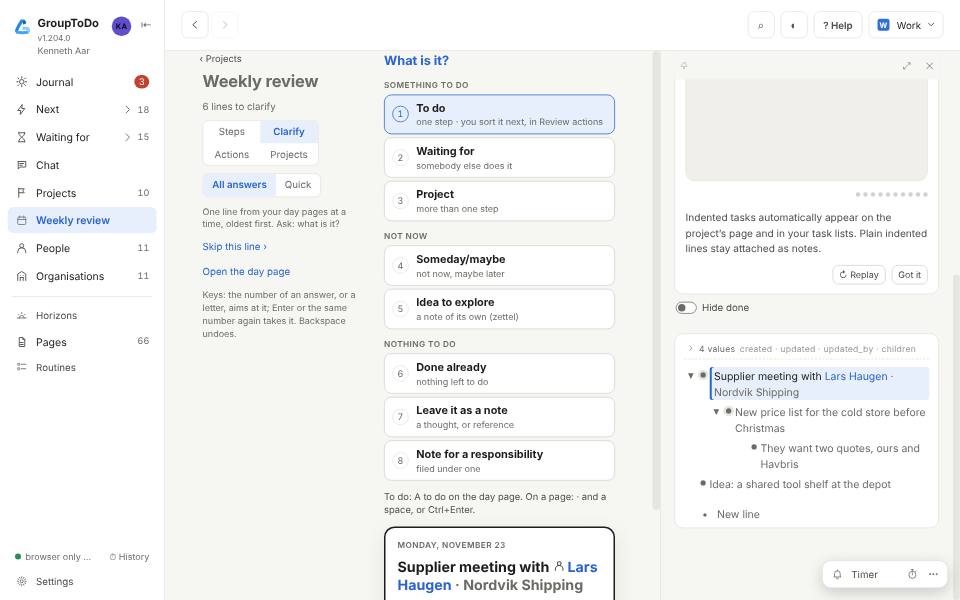 GroupToDo
v1.204.0
Kenneth Aar
KA
Journal 3
Next 18
Waiting for 15
Chat
Projects 10
Weekly review
People 11
Organisations 11
Horizons
Pages 66
Routines
browser only ...
History
Settings
? Help
W Work
‹ Projects
Weekly review
6 lines to clarify
Steps Clarify
Actions Projects
All answers Quick
One line from your day pages at a
time, oldest first. Ask: what is it?
Skip this line ›
Open the day page
Keys: the number of an answer, or a
letter, aims at it; Enter or the same
number again takes it. Backspace
undoes.
What is it?
SOMETHING TO DO
1 To do
one step · you sort it next, in Review actions
2 Waiting for
somebody else does it
3 Project
more than one step
NOT NOW
4 Someday/maybe
not now, maybe later
5 Idea to explore
a note of its own (zettel)
NOTHING TO DO
6 Done already
nothing left to do
7 Leave it as a note
a thought, or reference
8 Note for a responsibility
filed under one
To do: A to do on the day page. On a page: · and a
space, or Ctrl+Enter.
MONDAY, NOVEMBER 23
Supplier meeting with Lars
Haugen · Nordvik Shipping
Indented tasks automatically appear on the
project's page and in your task lists. Plain indented
lines stay attached as notes.
Replay Got it
Hide done
4 values created · updated · updated_by · children
Supplier meeting with Lars Haugen ·
Nordvik Shipping
New price list for the cold store before
Christmas
They want two quotes, ours and
Havbris
Idea: a shared tool shelf at the depot
New line
Timer